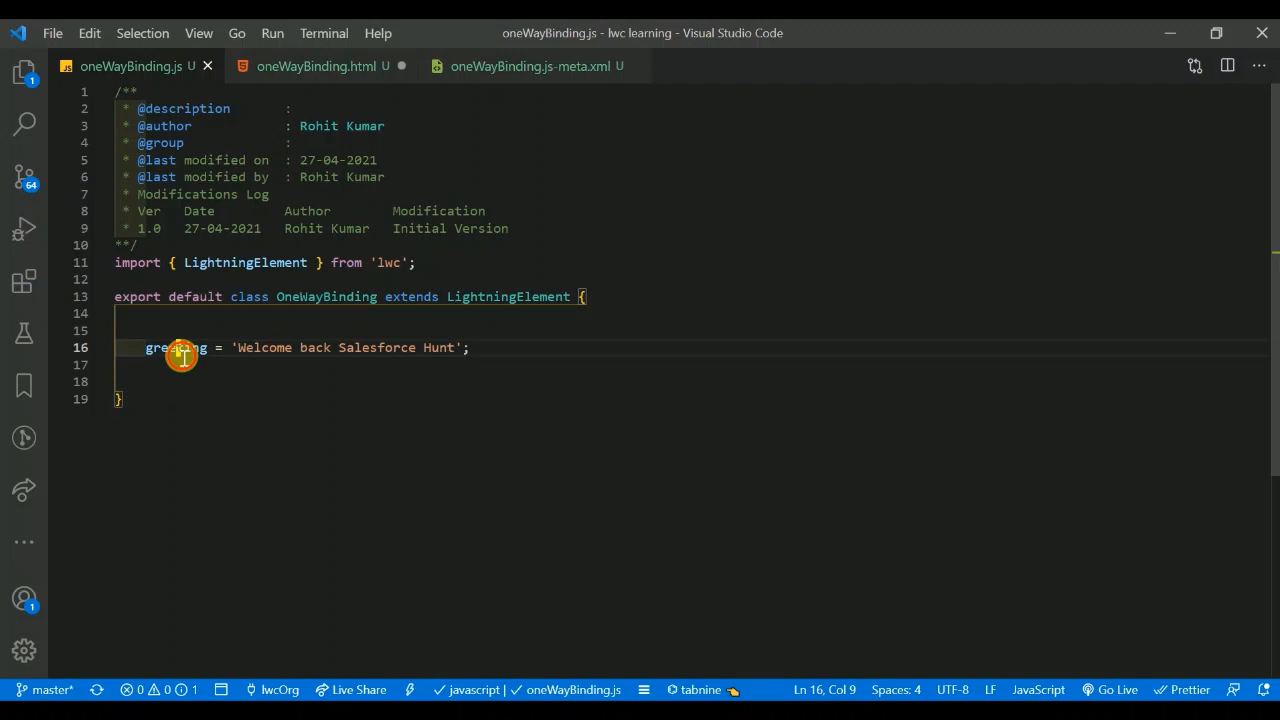 File Edit Selection View Go Run Terminal Help oneWayBinding.js - lwc learning - Visual Studio Code
oneWayBinding.js U oneWayBinding.html U oneWayBinding.js-meta.xml U
1 /**
2 * @description :
3 * @author : Rohit Kumar
4 * @group :
5 * @last modified on : 27-04-2021
6 * @last modified by : Rohit Kumar
7 * Modifications Log
8 * Ver Date Author Modification
9 * 1.0 27-04-2021 Rohit Kumar Initial Version
10 **/
11 import { LightningElement } from 'lwc';
12
13 export default class OneWayBinding extends LightningElement {
14
15
16 greeting = 'Welcome back Salesforce Hunt';
17
18
19 }
1
64
1
master* 0 0 1 lwcOrg Live Share javascript | oneWayBinding.js tabnine Ln 16, Col 9 Spaces: 4 UTF-8 LF JavaScript Go Live Prettier